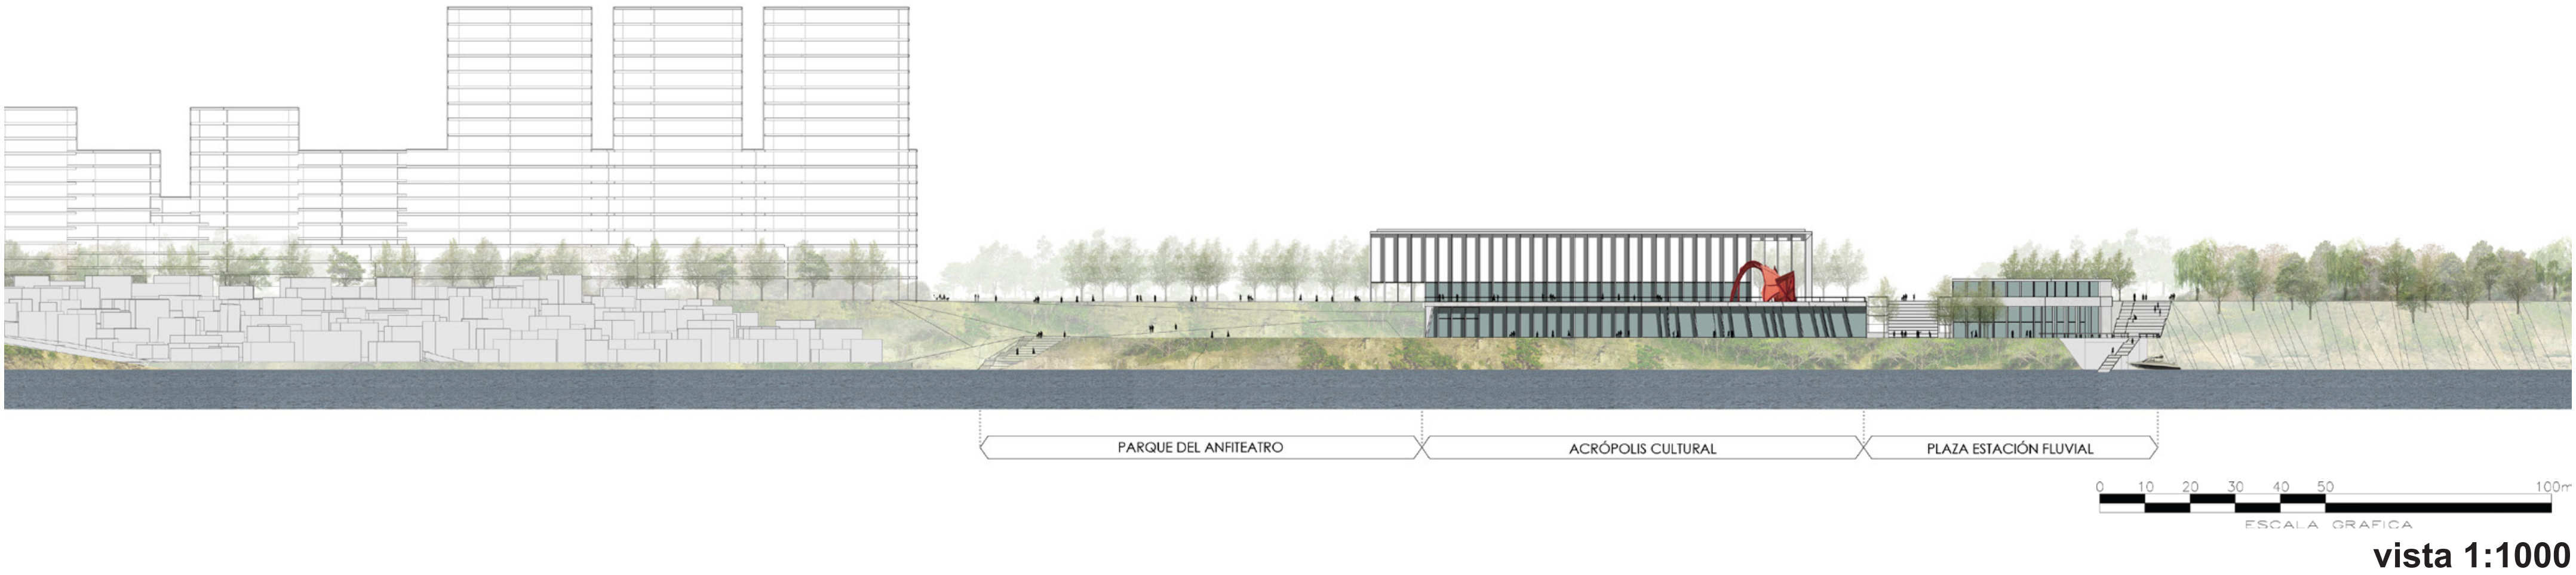 PARQUE DEL ANFITEATRO
ACRÓPOLIS CULTURAL
PLAZA ESTACIÓN FLUVIAL
0 10 20 30 40 50 100m
ESCALA GRAFICA
vista 1:1000